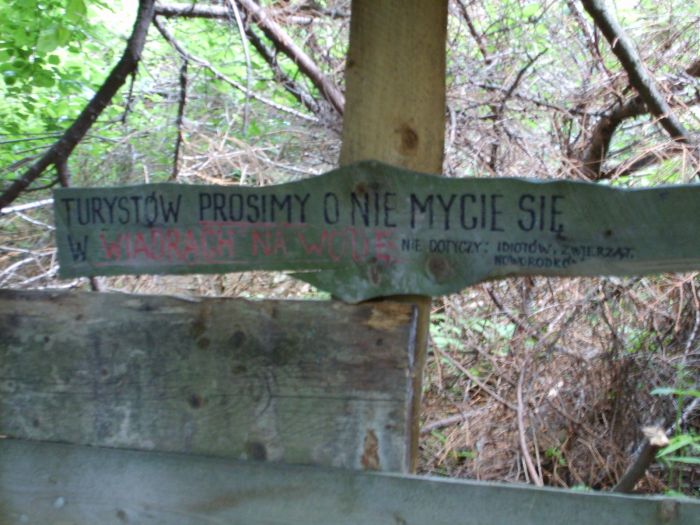 TURYSTÓW PROSIMY O NIE MYCIE SIĘ
W WIADRACH NA WODĘ NIE DOTYCZY: IDIOTÓW, ZWIERZĄT,
NOWORODKÓW